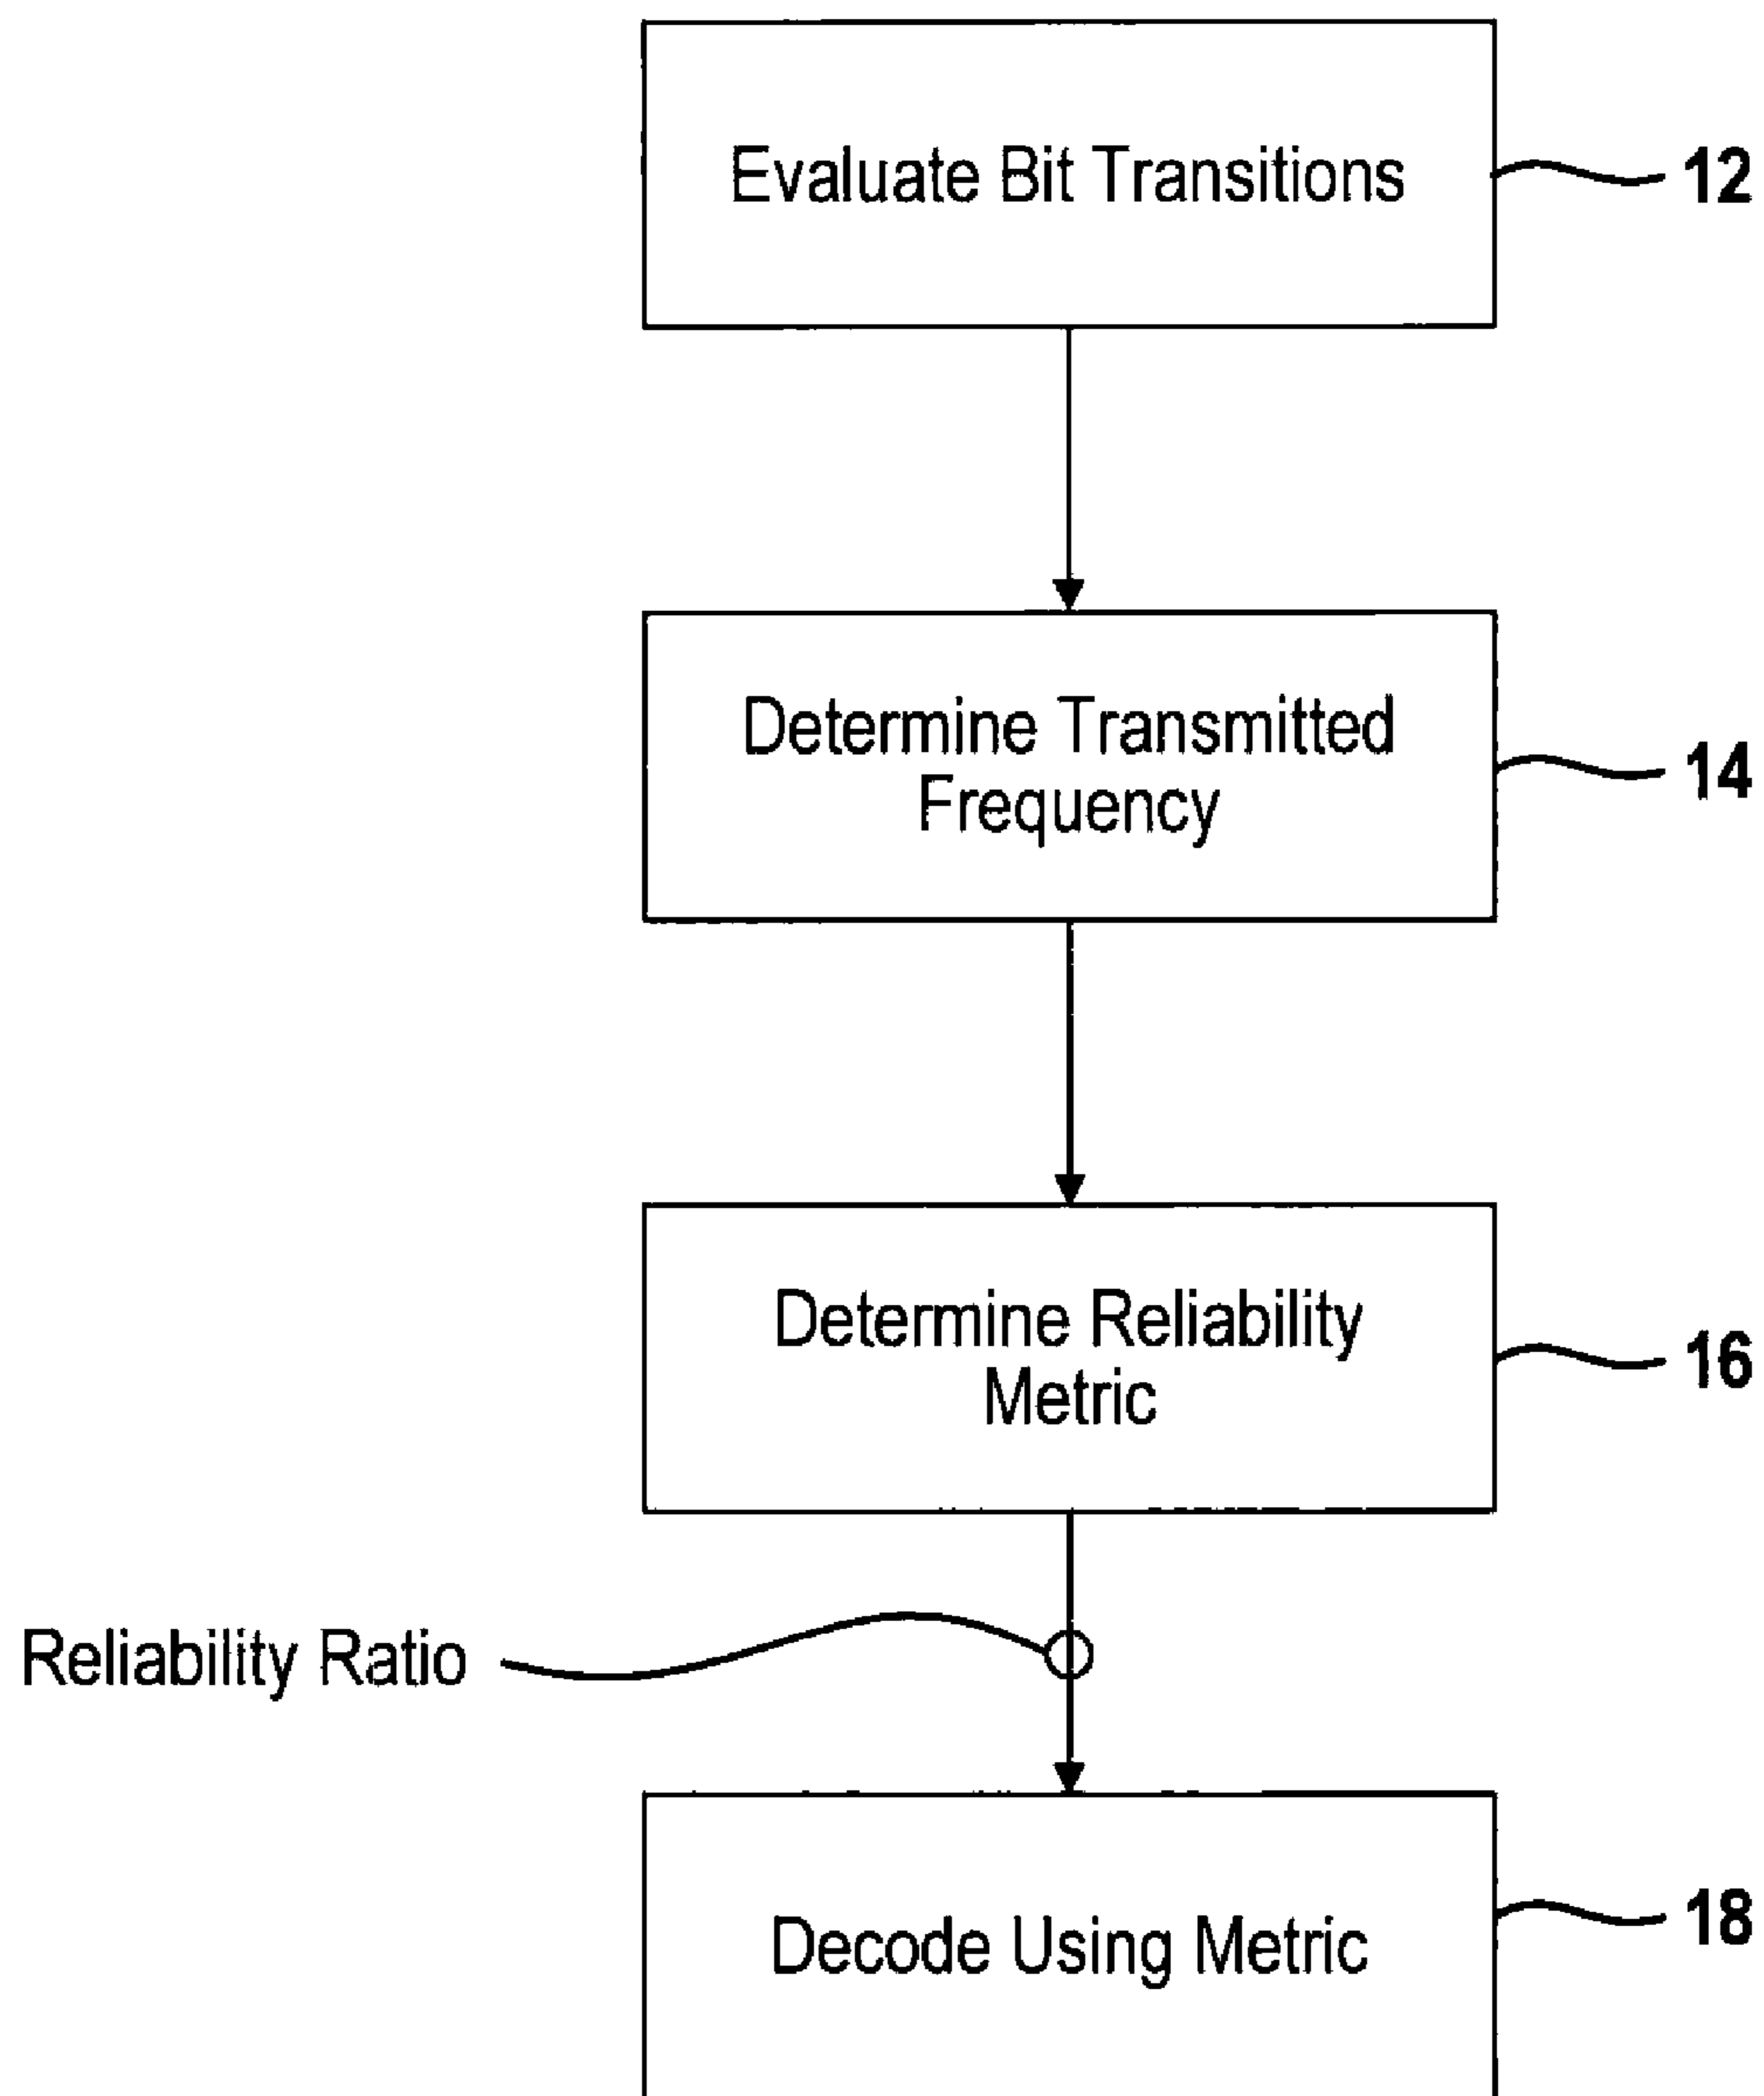 Evaluate Bit Transitions
12
Determine Transmitted
Frequency
14
Determine Reliability
Metric
16
Reliability Ratio
Decode Using Metric
18